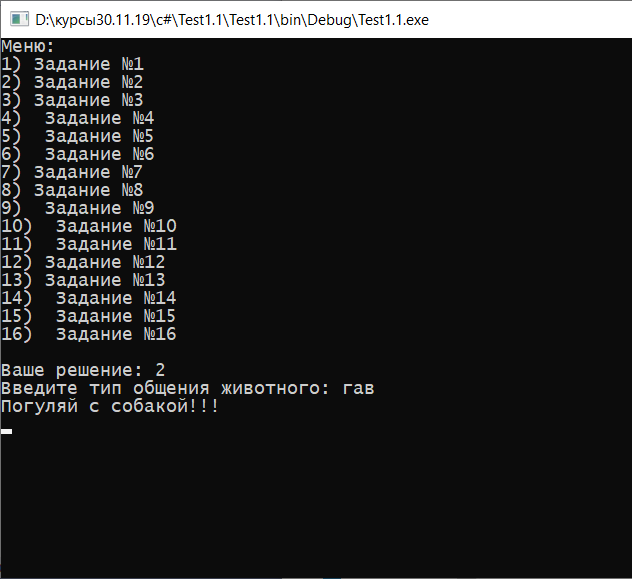 D:\курсы30.11.19\c#\Test1.1\Test1.1\bin\Debug\Test1.1.exe
Меню:
1) Задание №1
2) Задание №2
3) Задание №3
4)  Задание №4
5)  Задание №5
6)  Задание №6
7) Задание №7
8) Задание №8
9)  Задание №9
10)  Задание №10
11)  Задание №11
12) Задание №12
13) Задание №13
14)  Задание №14
15)  Задание №15
16)  Задание №16
Ваше решение: 2
Введите тип общения животного: гав
Погуляй с собакой!!!